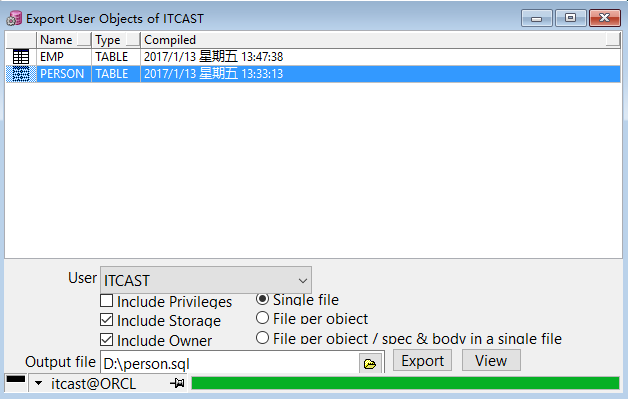 Export User Objects of ITCAST
Name Type Compiled
EMP TABLE 2017/1/13 星期五 13:47:38
PERSON TABLE 2017/1/13 星期五 13:33:13
User ITCAST
Include Privileges Single file
Include Storage File per object
Include Owner File per object / spec & body in a single file
Output file D:\person.sql Export View
itcast@ORCL